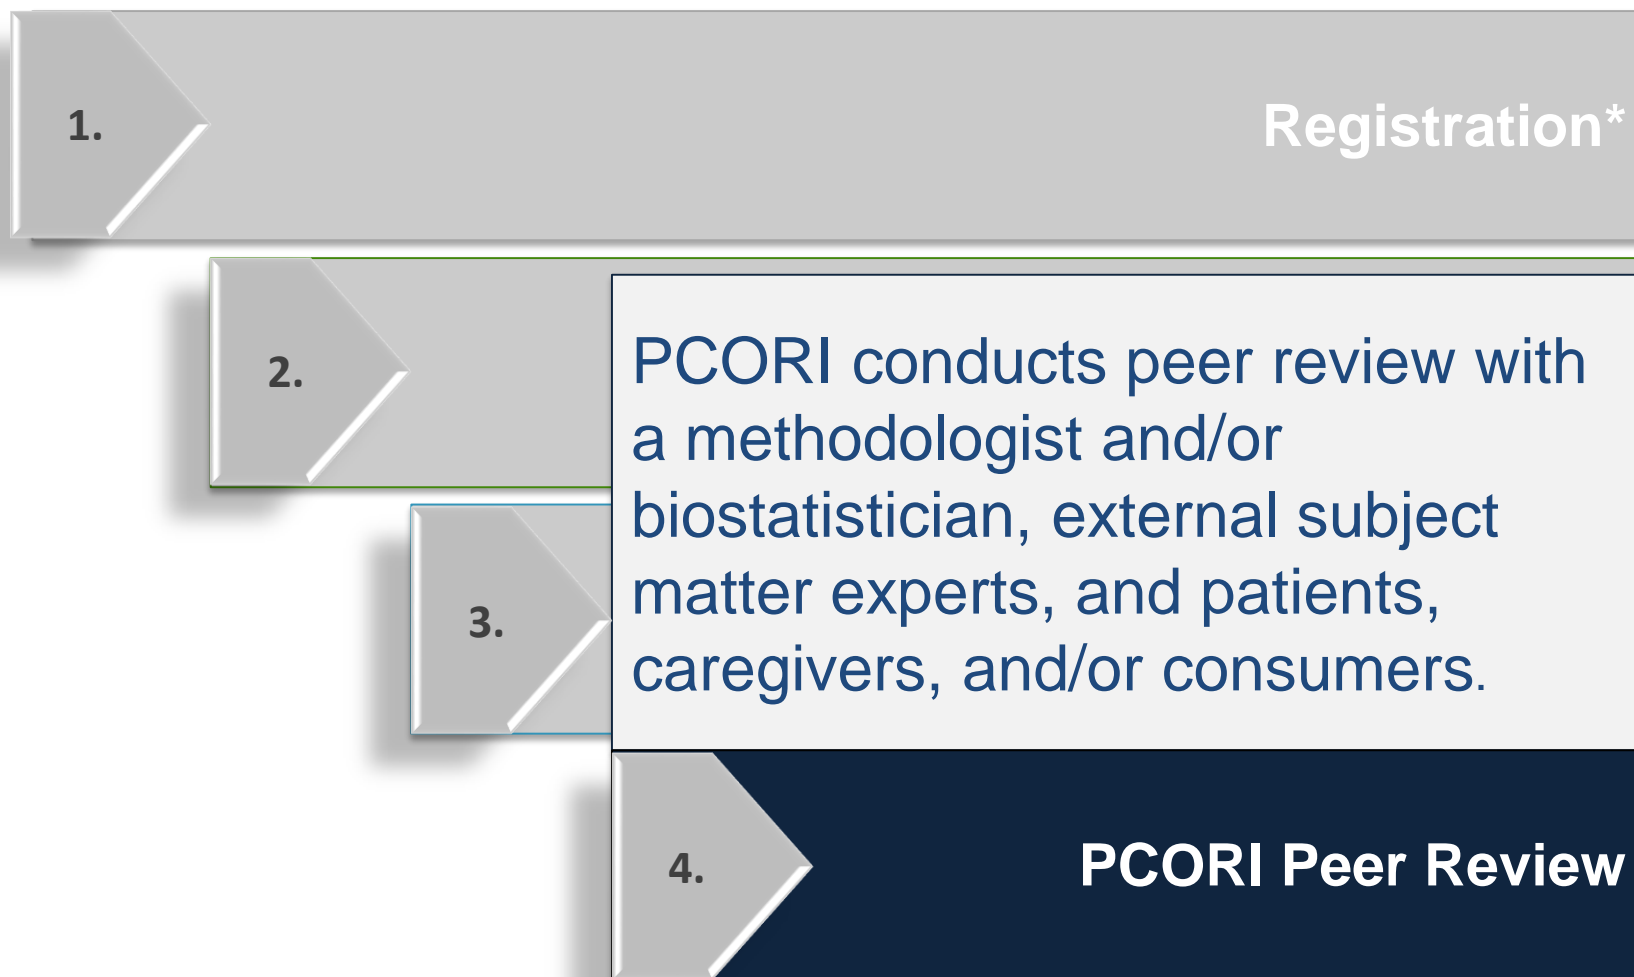 1.
Registration*
2.
PCORI conducts peer review with
a methodologist and/or
biostatistician, external subject
matter experts, and patients,
caregivers, and/or consumers.
3.
4.
PCORI Peer Review